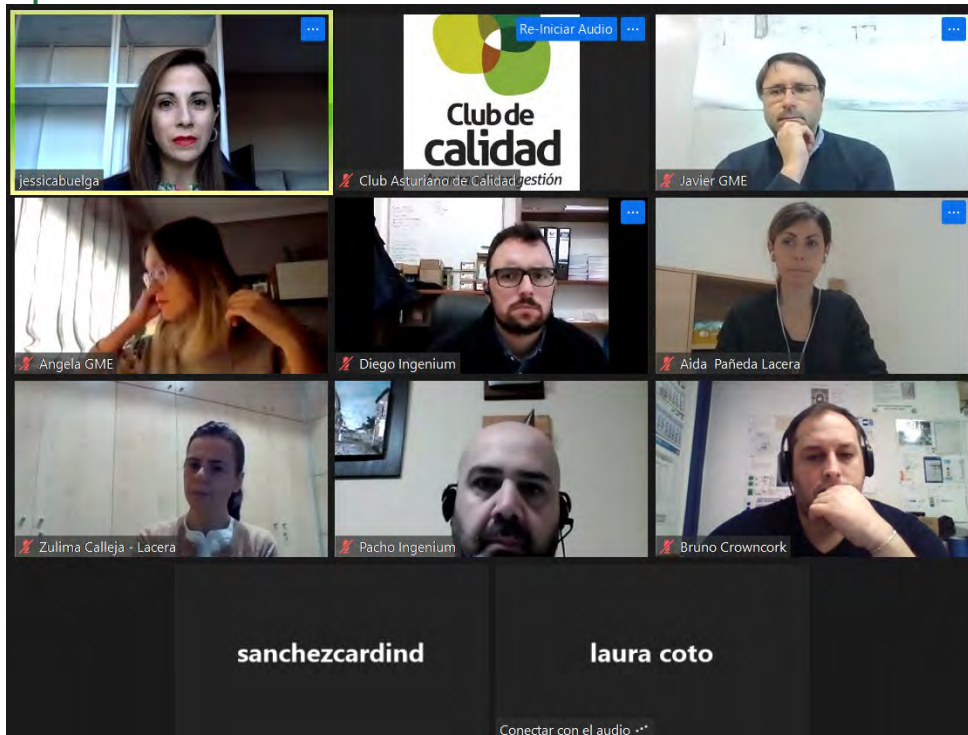 Re-Iniciar Audio
Club de
calidad
gestión
jessicabuelga
Club Asturiano de Calidad
Javier GME
Angela GME
Diego Ingenium
Aida Pañeda Lacera
Zulima Calleja - Lacera
Pacho Ingenium
Bruno Crowncork
sanchezcardind
laura coto
Conectar con el audio